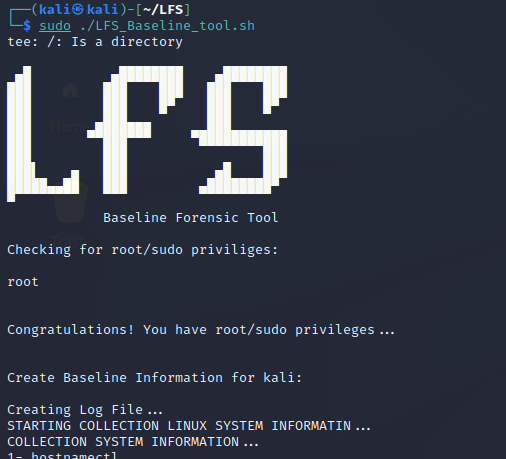 ┌──(kali㉿kali)-[~/LFS]
└─$ sudo ./LFS_Baseline_tool.sh
tee: /: Is a directory
LFS
Baseline Forensic Tool
Checking for root/sudo priviliges:
root
Congratulations! You have root/sudo privileges...
Create Baseline Information for kali:
Creating Log File...
STARTING COLLECTION LINUX SYSTEM INFORMATIN...
COLLECTION SYSTEM INFORMATION...
1- hostnamectl